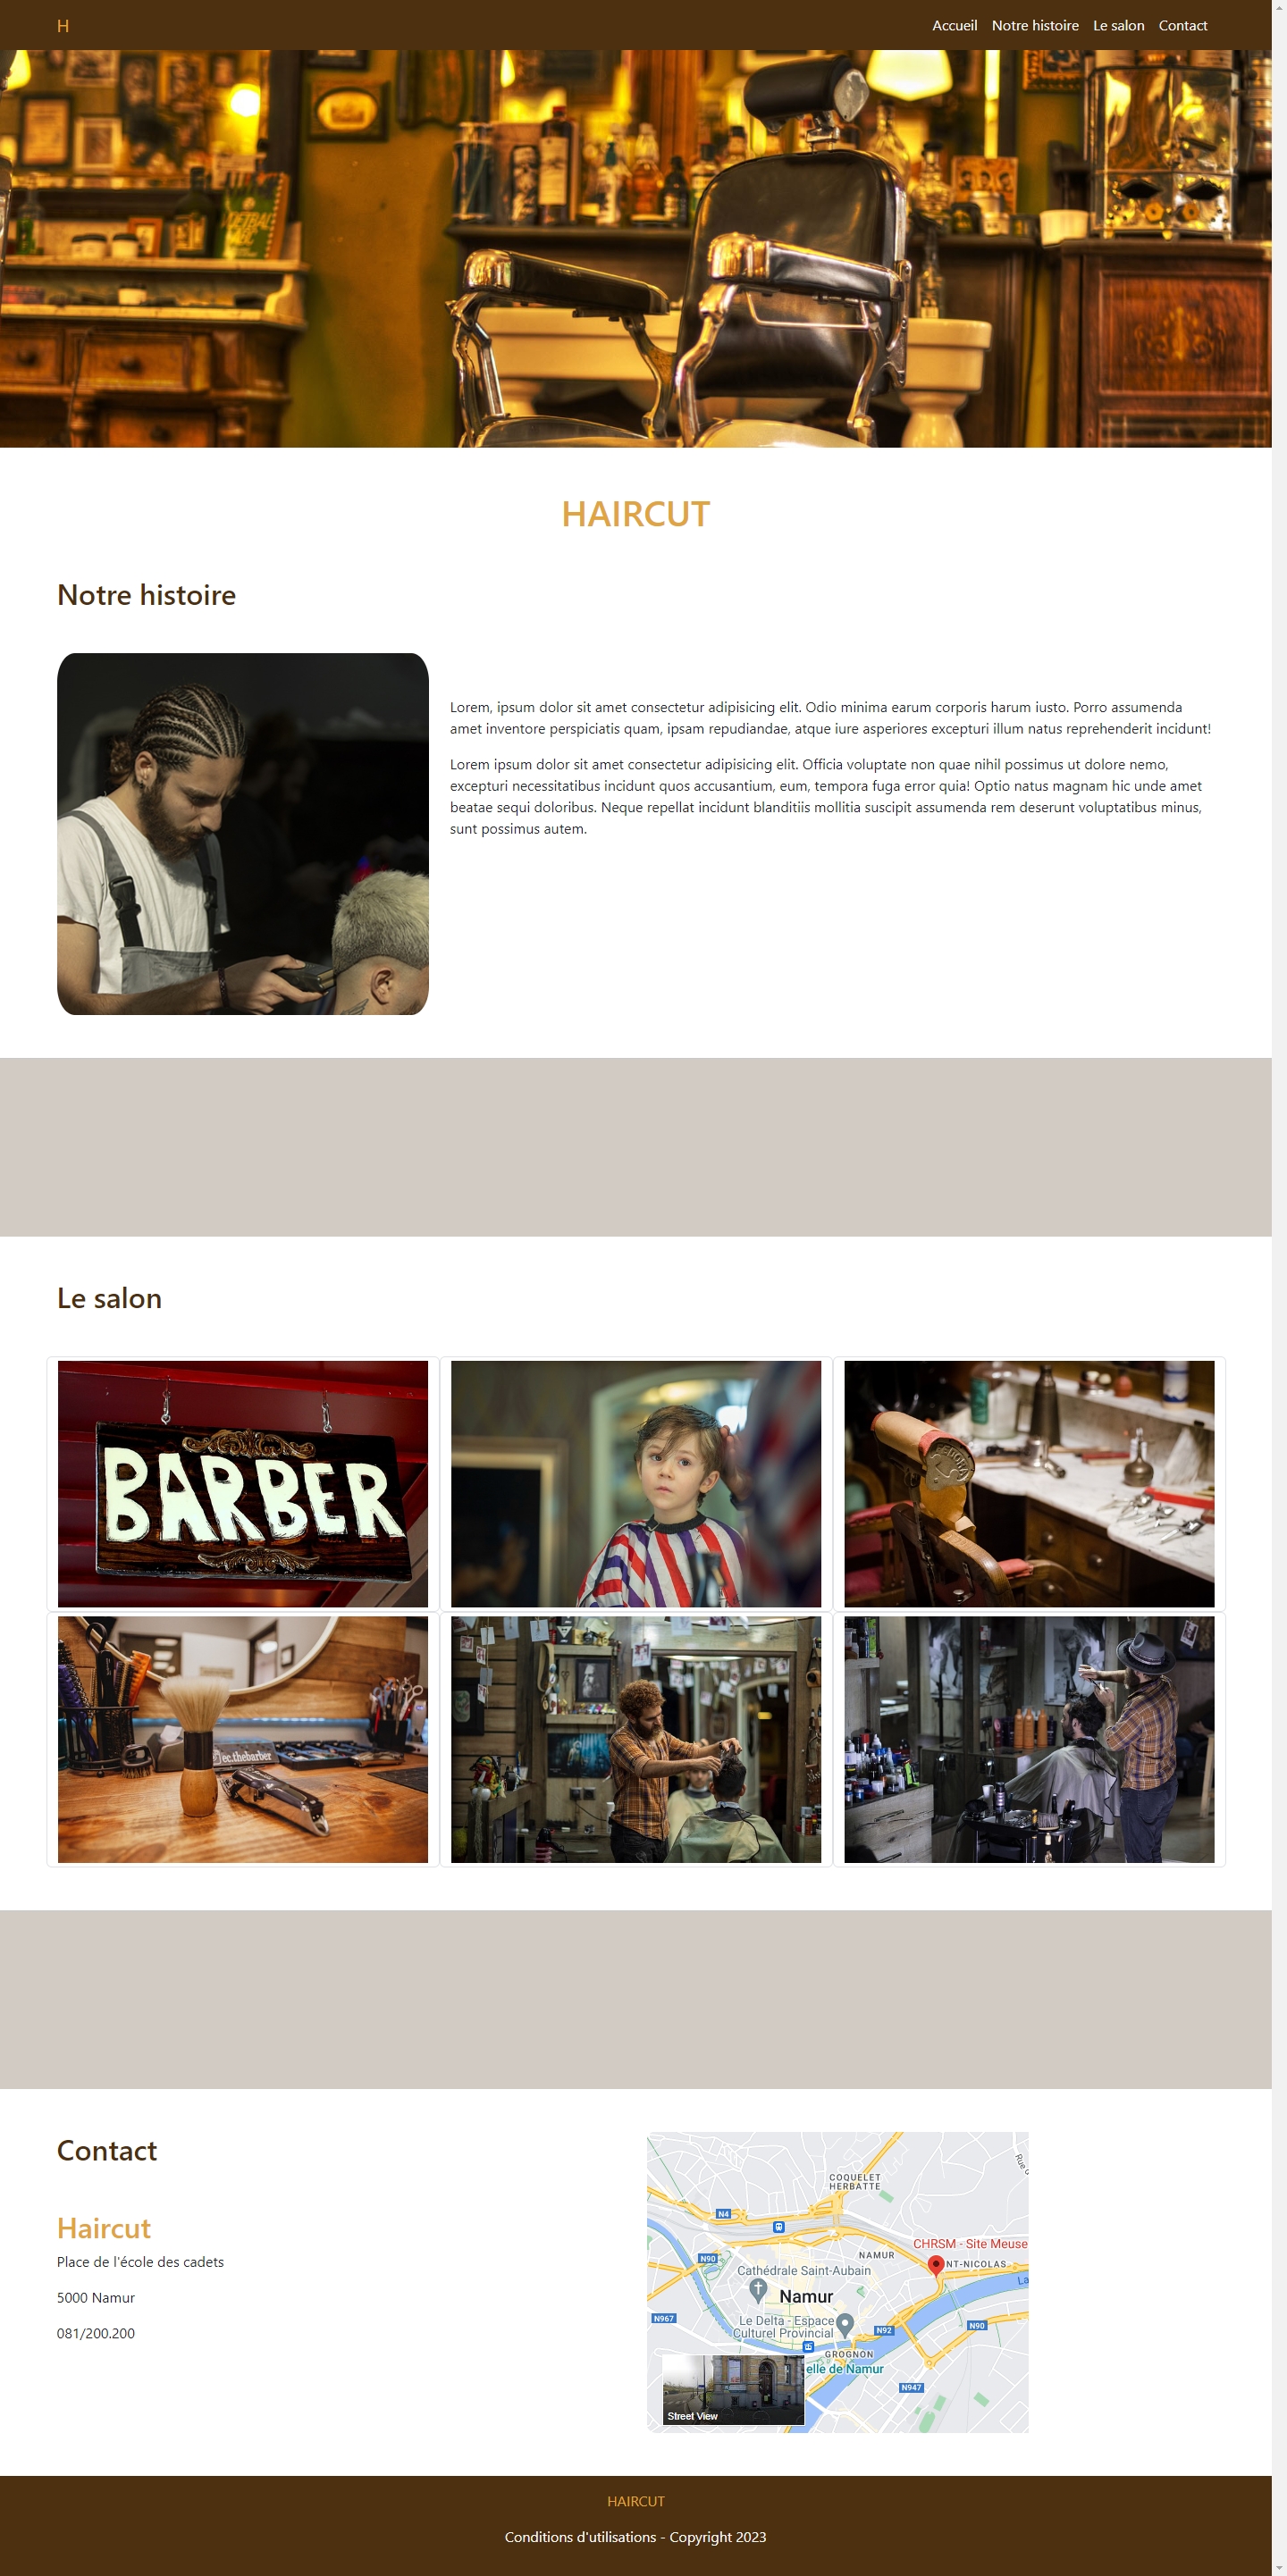 H
Accueil Notre histoire Le salon Contact
HAIRCUT
Notre histoire
Lorem, ipsum dolor sit amet consectetur adipisicing elit. Odio minima earum corporis harum iusto. Porro assumenda
amet inventore perspiciatis quam, ipsam repudiandae, atque iure asperiores excepturi illum natus reprehenderit incidunt!
Lorem ipsum dolor sit amet consectetur adipisicing elit. Officia voluptate non quae nihil possimus ut dolore nemo,
excepturi necessitatibus incidunt quos accusantium, eum, tempora fuga error quia! Optio natus magnam hic unde amet
beatae sequi doloribus. Neque repellat incidunt blanditiis mollitia suscipit assumenda rem deserunt voluptatibus minus,
sunt possimus autem.
Le salon
BARBER
ec.thebarber
Contact
Haircut
Place de l'école des cadets
5000 Namur
081/200.200
COQUELET
HERBATTE
N4
CHRSM - Site Meuse
N90
NAMUR
NT-NICOLAS
Cathédrale Saint-Aubain
La
Namur
N967
Le Delta - Espace
Culturel Provincial
N92
N90
GROGNON
elle de Namur
N947
Street View
HAIRCUT
Conditions d'utilisations - Copyright 2023